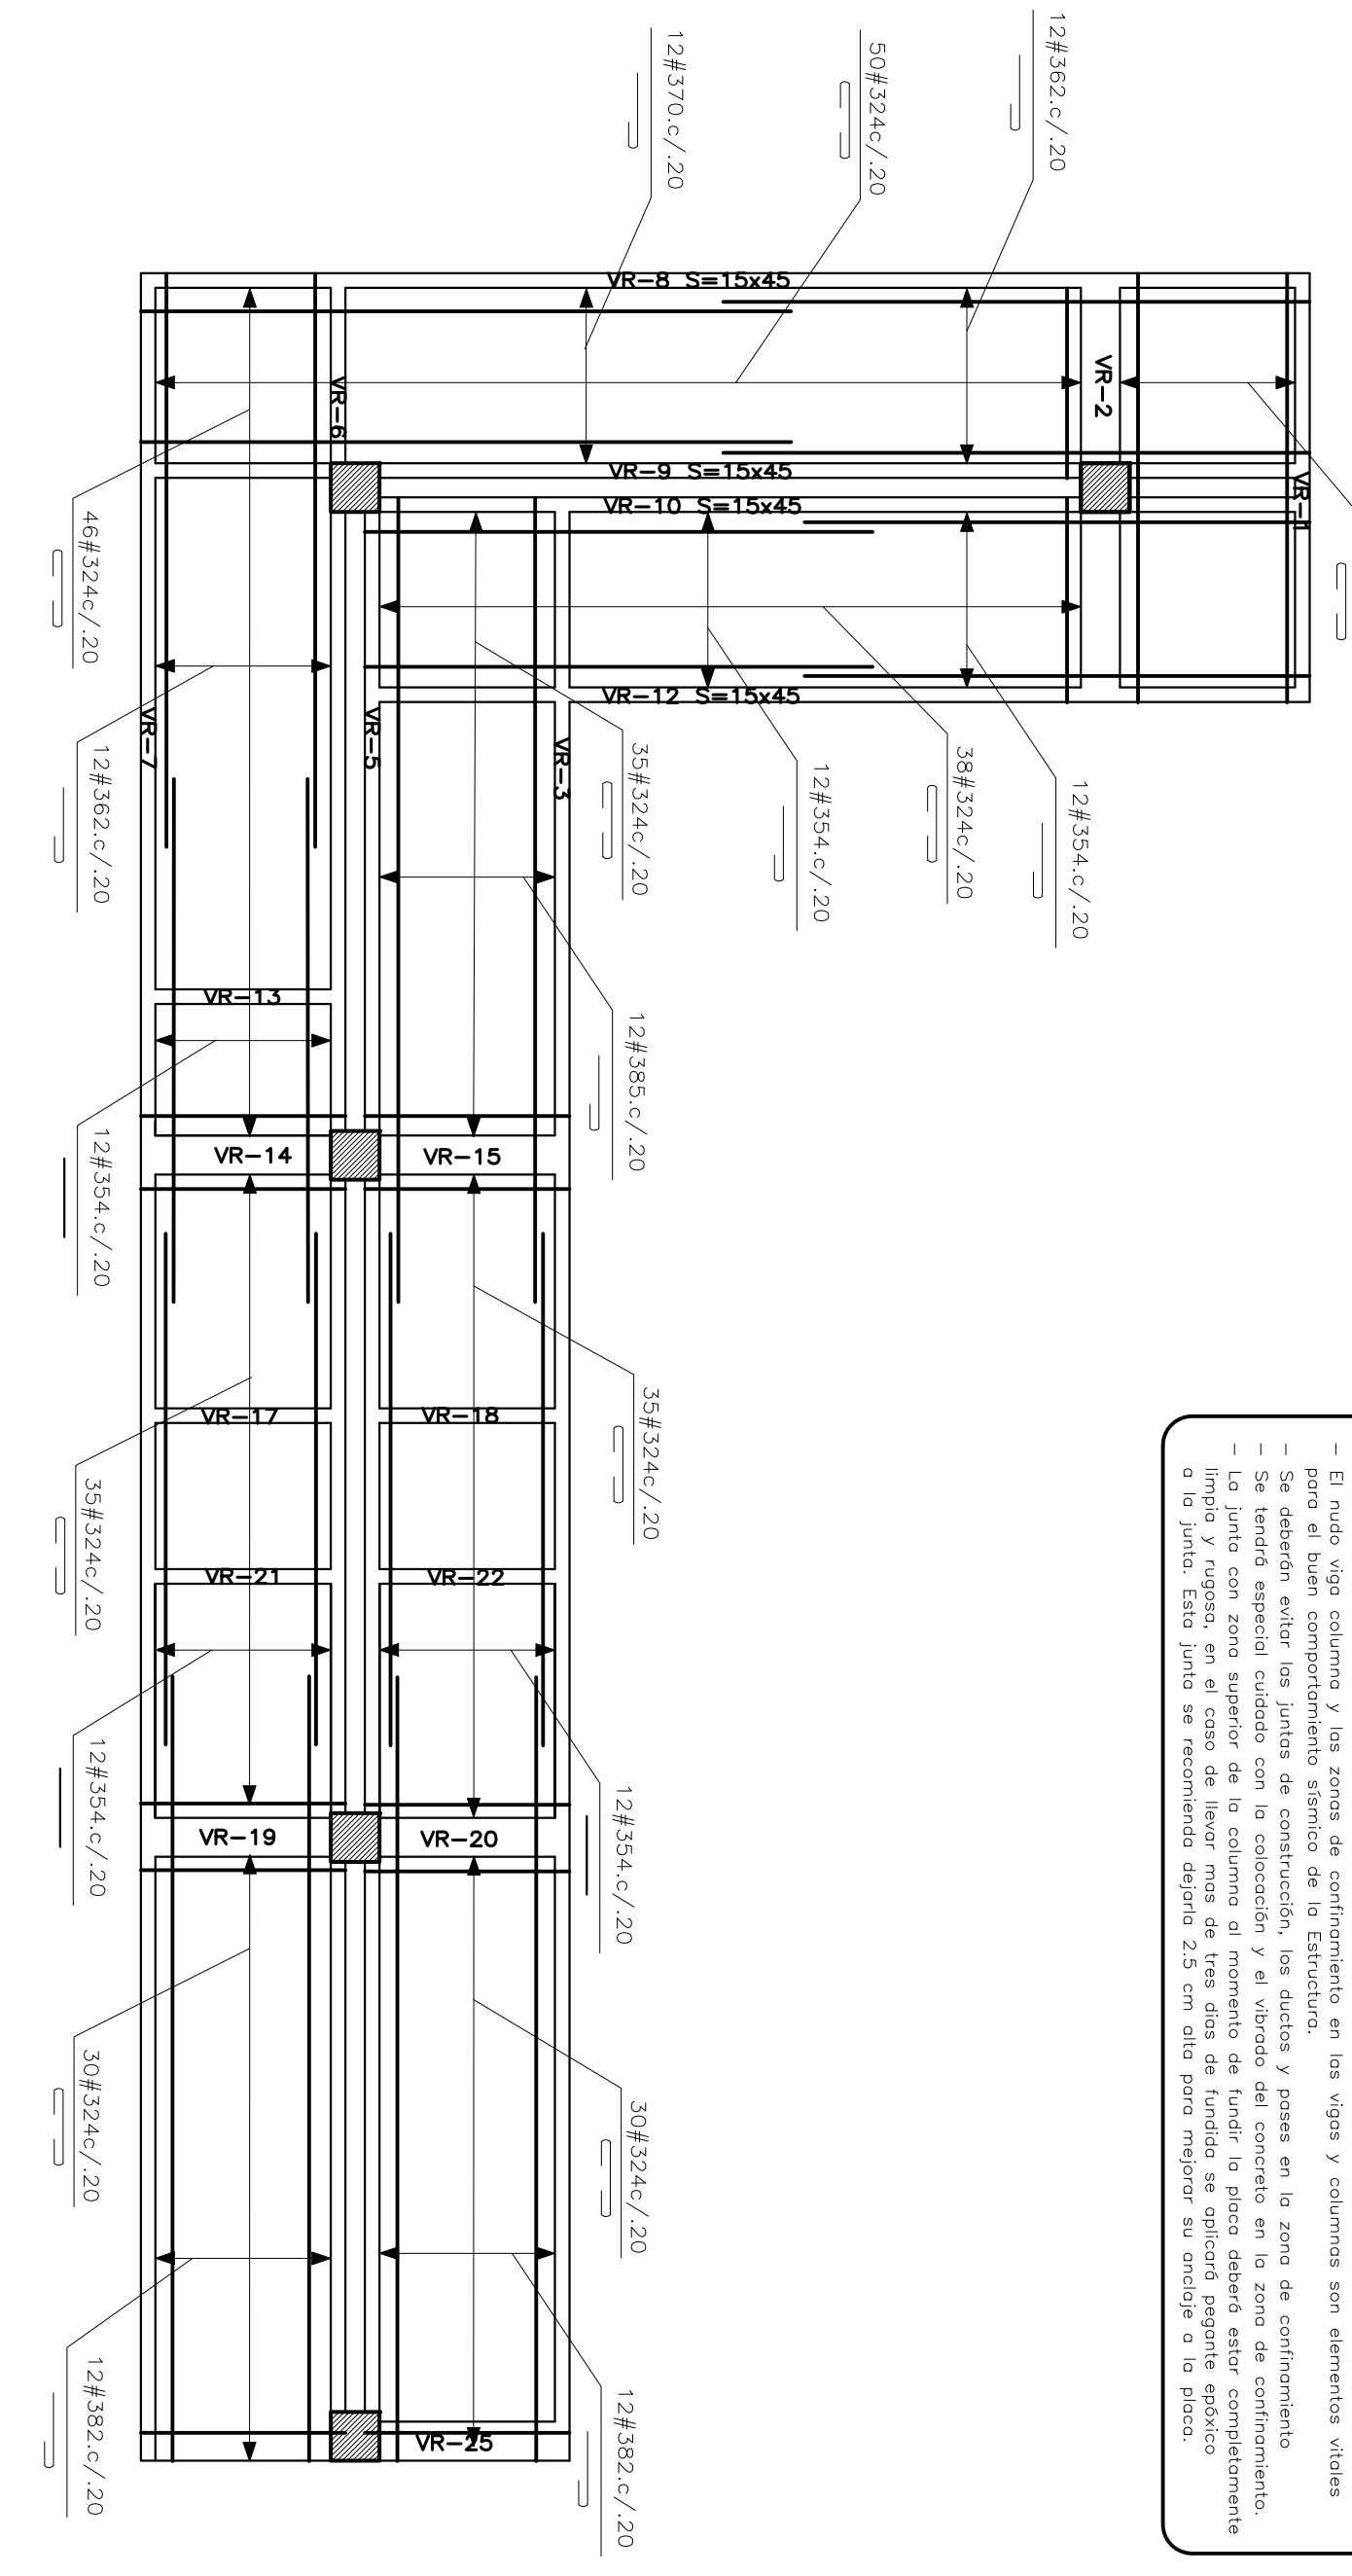 12#370.c/.20
50#324c/.20
12#362.c/.20
VR-8 S=15x45
VR-6
VR-2
VR-9 S=15x45
VR-1
VR-10 S=15x45
46#324c/.20
VR-12 S=15x45
VR-7
VR-5
VR-3
12#362.c/.20
35#324c/.20
12#354.c/.20
38#324c/.20
12#354.c/.20
VR-13
12#385.c/.20
12#354.c/.20
VR-14
VR-15
35#324c/.20
VR-17
VR-18
35#324c/.20
VR-21
VR-22
12#354.c/.20
12#354.c/.20
VR-19
VR-20
30#324c/.20
30#324c/.20
12#382.c/.20
12#382.c/.20
VR-25
- El nudo viga columna y las zonas de confinamiento en las vigas y columnas son elementos vitales
para el buen comportamiento sísmico de la Estructura.
- Se deberán evitar las juntas de construcción, los ductos y pases en la zona de confinamiento
- Se tendrá especial cuidado con la colocación y el vibrado del concreto en la zona de confinamiento.
- La junta con zona superior de la columna al momento de fundir la placa deberá estar completamente
limpia y rugosa, en el caso de llevar mas de tres dias de fundida se aplicará pegante epóxico
a la junta. Esta junta se recomienda dejarla 2.5 cm alta para mejorar su anclaje a la placa.